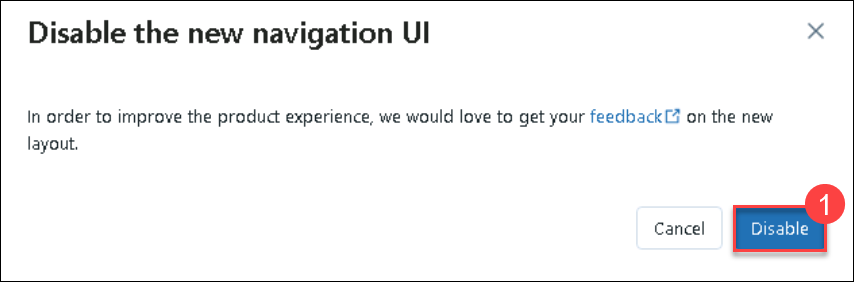 Disable the new navigation UI
In order to improve the product experience, we would love to get your feedback on the new
layout.
1
Cancel Disable